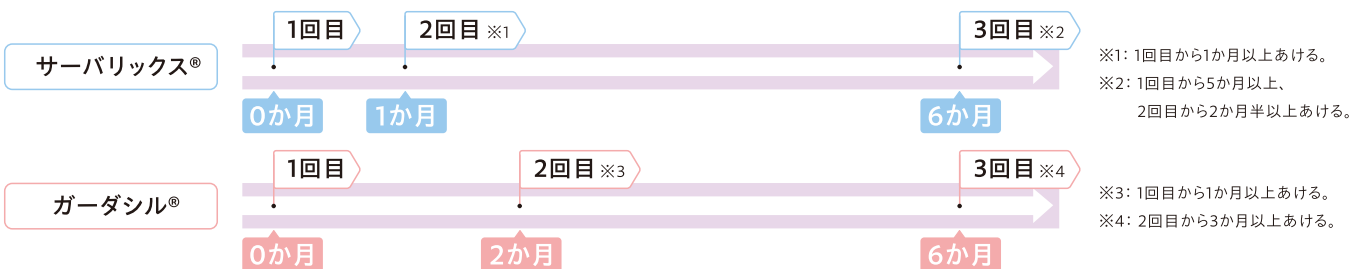 1回目
2回目 ※1
3回目 ※2
サーバリックス®
0か月
1か月
6か月
※1: 1回目から1か月以上あける。
※2: 1回目から5か月以上、
2回目から2か月半以上あける。
1回目
2回目 ※3
3回目 ※4
ガーダシル®
0か月
2か月
6か月
※3: 1回目から1か月以上あける。
※4: 2回目から3か月以上あける。